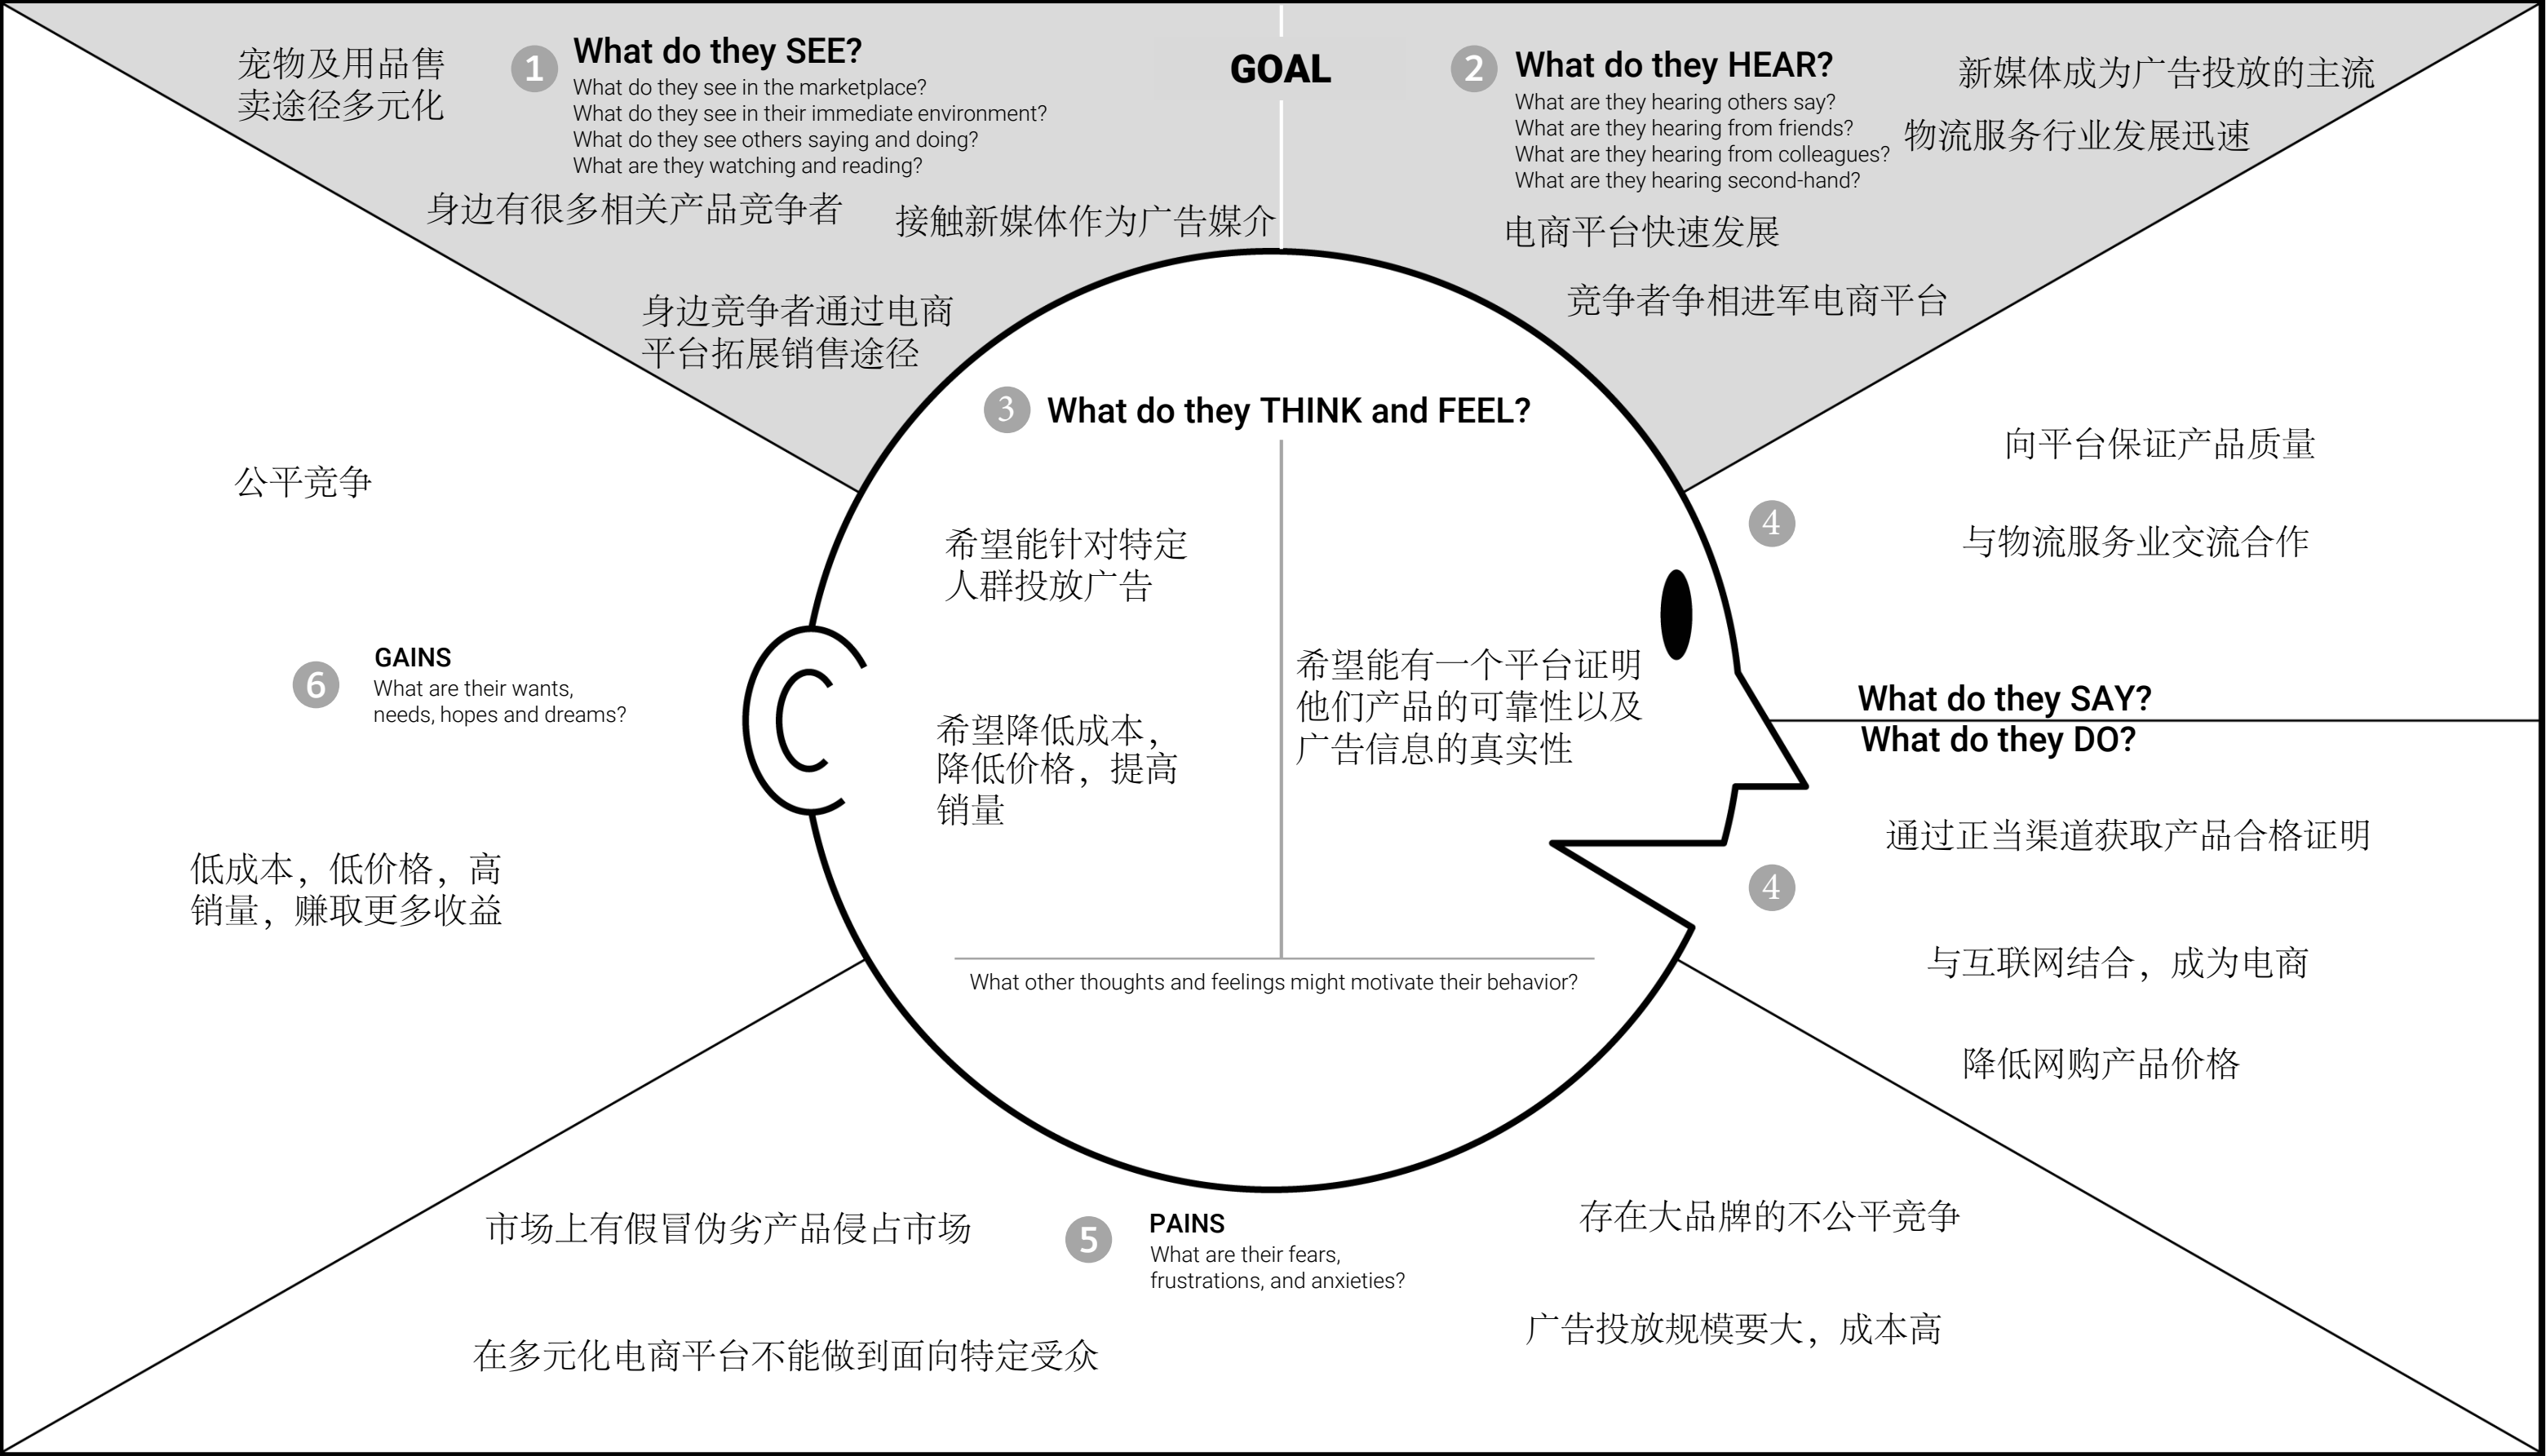 宠物及用品售
卖途径多元化
1
What do they SEE?
What do they see in the marketplace?
What do they see in their immediate environment?
What do they see others saying and doing?
What are they watching and reading?
身边有很多相关产品竞争者
接触新媒体作为广告媒介
身边竞争者通过电商
平台拓展销售途径
GOAL
2
What do they HEAR?
What are they hearing others say?
What are they hearing from friends?
What are they hearing from colleagues?
What are they hearing second-hand?
新媒体成为广告投放的主流
物流服务行业发展迅速
电商平台快速发展
竞争者争相进军电商平台
3
What do they THINK and FEEL?
希望能针对特定
人群投放广告
希望降低成本，
降低价格，提高
销量
希望能有一个平台证明
他们产品的可靠性以及
广告信息的真实性
What other thoughts and feelings might motivate their behavior?
向平台保证产品质量
4
与物流服务业交流合作
What do they SAY?
What do they DO?
通过正当渠道获取产品合格证明
4
与互联网结合，成为电商
降低网购产品价格
5
PAINS
What are their fears,
frustrations, and anxieties?
市场上有假冒伪劣产品侵占市场
在多元化电商平台不能做到面向特定受众
存在大品牌的不公平竞争
广告投放规模要大，成本高
公平竞争
6
GAINS
What are their wants,
needs, hopes and dreams?
低成本，低价格，高
销量，赚取更多收益